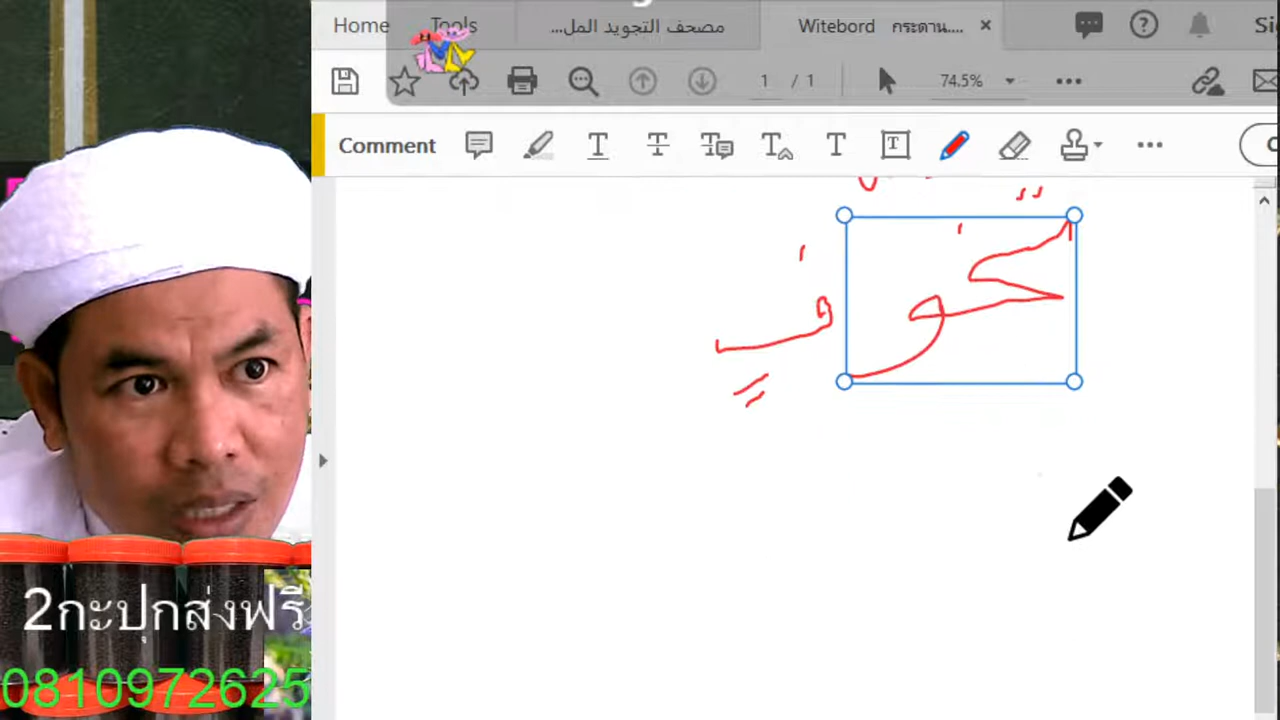 Home Tools مصحف التجويد المل... Witebord กระดาน....
1 / 1 74.5%
Comment
كو
2กะปุกส่งฟรี
0810972625